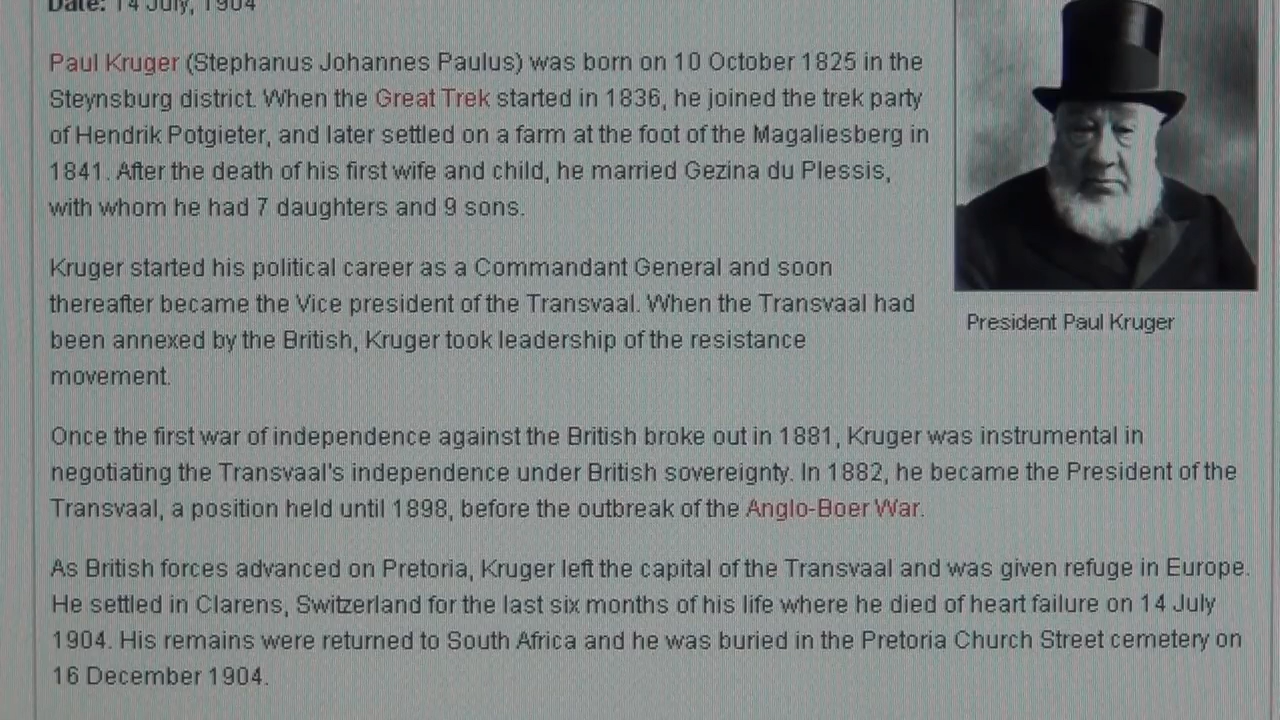 Date: 14 July, 1904
Paul Kruger (Stephanus Johannes Paulus) was born on 10 October 1825 in the
Steynsburg district. When the Great Trek started in 1836, he joined the trek party
of Hendrik Potgieter, and later settled on a farm at the foot of the Magaliesberg in
1841. After the death of his first wife and child, he married Gezina du Plessis,
with whom he had 7 daughters and 9 sons.
Kruger started his political career as a Commandant General and soon
thereafter became the Vice president of the Transvaal. When the Transvaal had
been annexed by the British, Kruger took leadership of the resistance
movement.
President Paul Kruger
Once the first war of independence against the British broke out in 1881, Kruger was instrumental in
negotiating the Transvaal's independence under British sovereignty. In 1882, he became the President of the
Transvaal, a position held until 1898, before the outbreak of the Anglo-Boer War.
As British forces advanced on Pretoria, Kruger left the capital of the Transvaal and was given refuge in Europe.
He settled in Clarens, Switzerland for the last six months of his life where he died of heart failure on 14 July
1904. His remains were returned to South Africa and he was buried in the Pretoria Church Street cemetery on
16 December 1904.